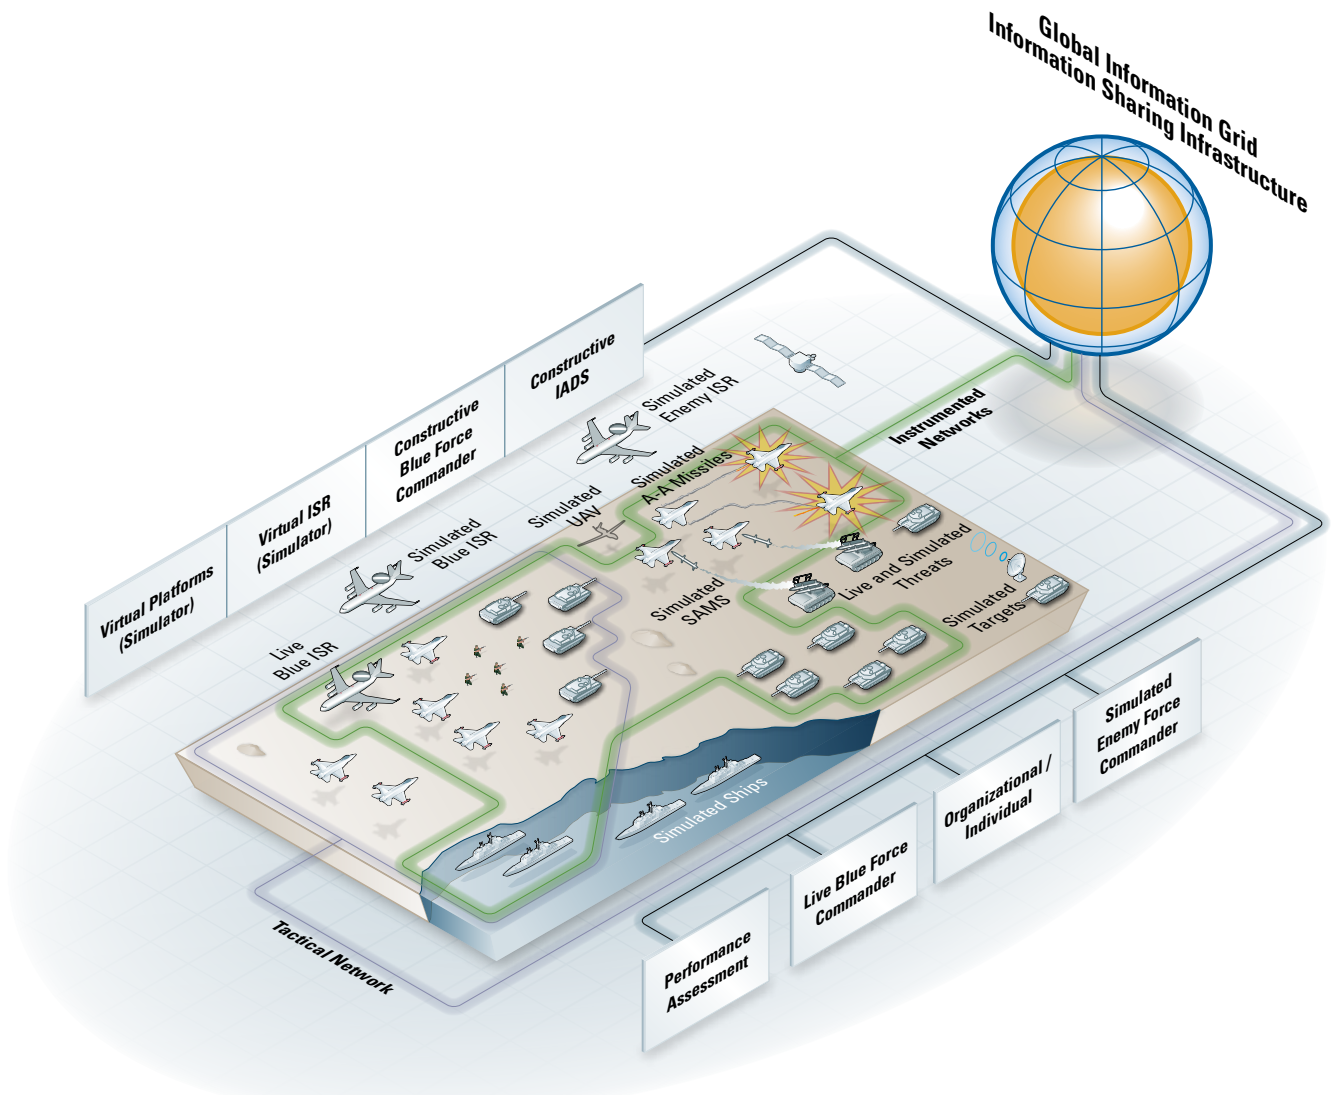 Global Information Grid
Information Sharing Infrastructure
Constructive
IADS
Constructive
Blue Force
Commander
Virtual ISR
(Simulator)
Virtual Platforms
(Simulator)
Simulated
Enemy ISR
Simulated
A-A Missiles
Simulated
UAV
Simulated
Blue ISR
Live
Blue ISR
Instrumented
Networks
Live and Simulated
Threats
Simulated
SAMS
Simulated
Targets
Simulated Ships
Tactical Network
Simulated
Enemy Force
Commander
Organizational /
Individual
Live Blue Force
Commander
Performance
Assessment